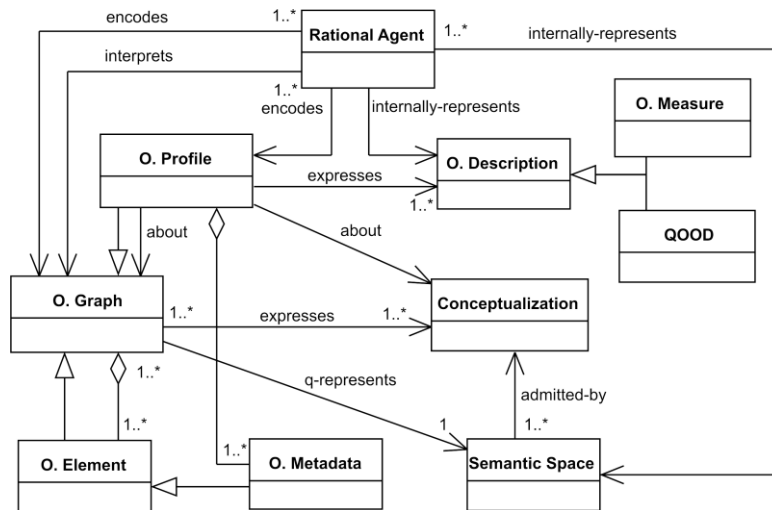 encodes
1..*
Rational Agent
1..*
internally-represents
interprets
1..*
encodes
internally-represents
O. Measure
O. Profile
O. Description
expresses
1..*
QOOD
about
about
O. Graph
Conceptualization
1..*
expresses
1..*
1..*
q-represents
admitted-by
1..*
1..*
1
1..*
O. Element
O. Metadata
Semantic Space